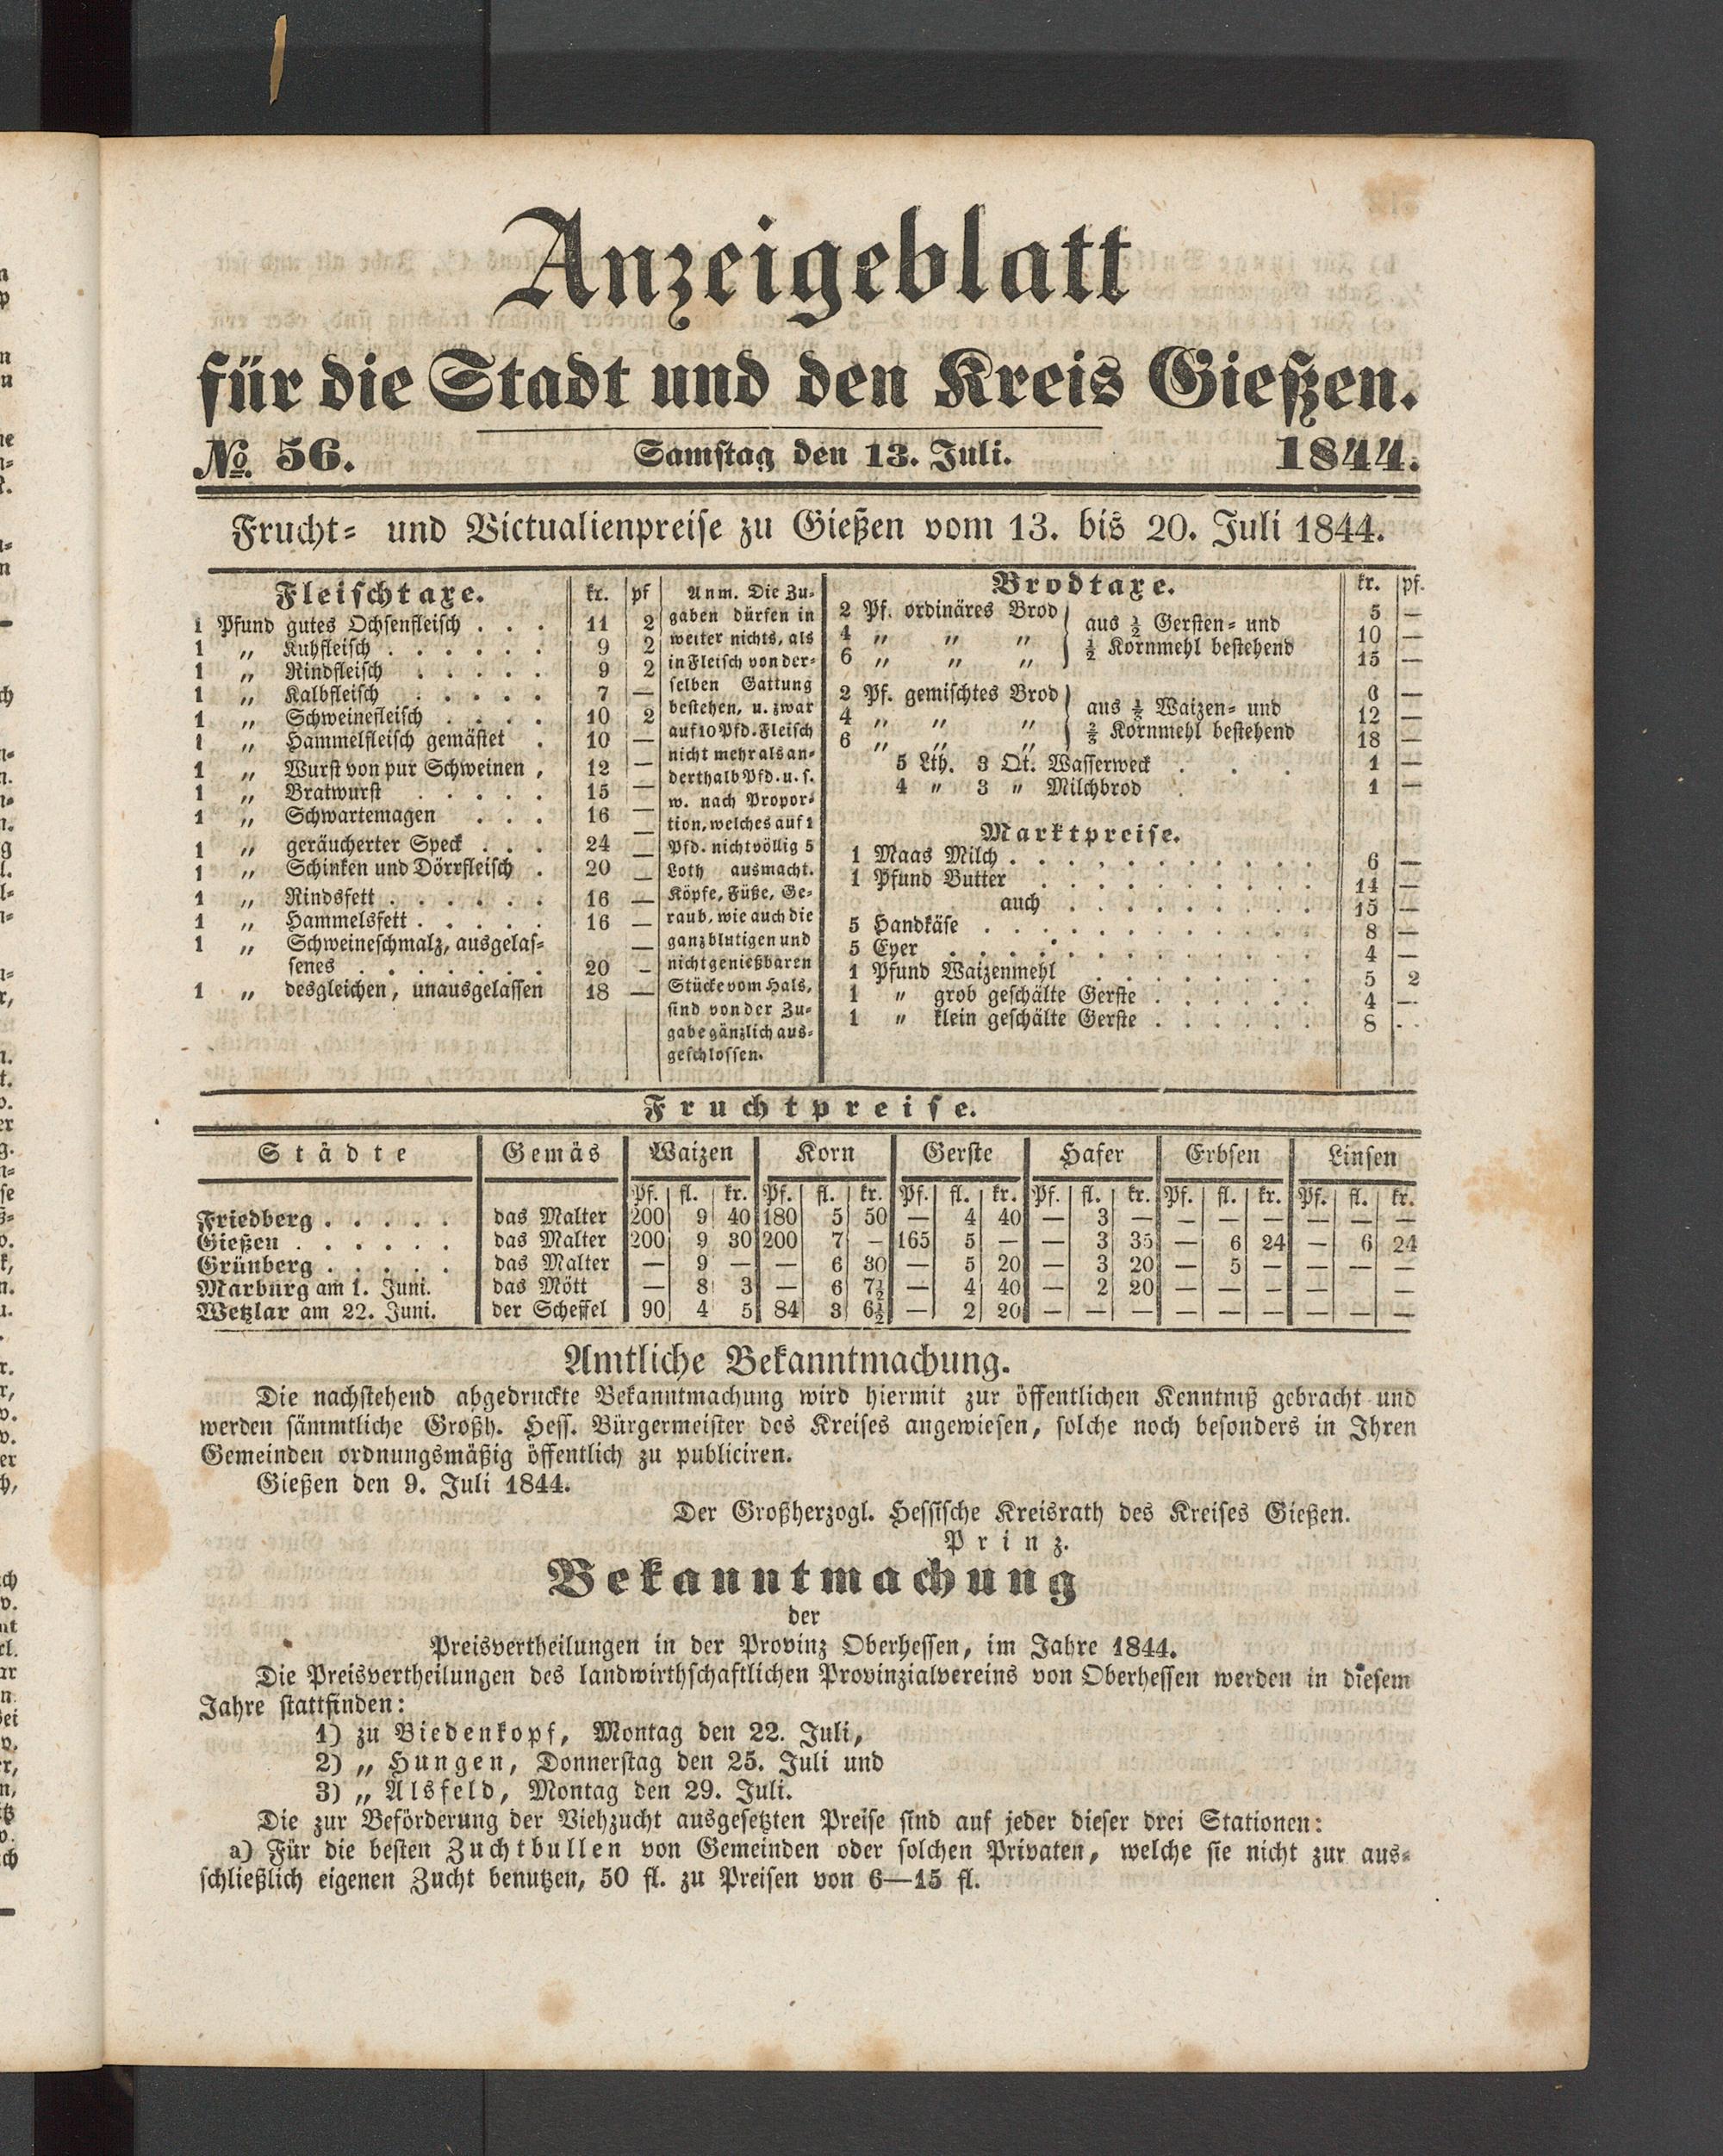 Anzeigeblatt
für die Stadt und den Kreis Gießen.
№ 56. Samstag den 13. Juli. 1844.
Frucht- und Victualienpreise zu Gießen vom 13. bis 20. Juli 1844.
Fleischtaxe. kr. pf
1 Pfund gutes Ochsenfleisch . . . 11 2
1 „ Kuhfleisch . . . . . . 9 2
1 „ Rindfleisch . . . . . 9 2
1 „ Kalbfleisch . . . . . 7 —
1 „ Schweinefleisch . . . . 10 2
1 „ Hammelfleisch gemästet . 10 —
1 „ Wurst von pur Schweinen , 12 —
1 „ Bratwurst . . . . . 15 —
1 „ Schwartemagen . . . 16 —
1 „ geräucherter Speck . . . 24 —
1 „ Schinken und Dörrfleisch . 20 —
1 „ Rindsfett . . . . . . 16 —
1 „ Hammelsfett . . . . . 16 —
1 „ Schweineschmalz, ausgelas- —
senes . . . . . . . 20 —
1 „ desgleichen, unausgelassen 18 —
Anm. Die Zu-
gaben dürfen in
weiter nichts, als
in Fleisch von der-
selben Gattung
bestehen, u. zwar
auf 10 Pfd. Fleisch
nicht mehr als an-
derthalb Pfd. u. s.
w. nach Propor-
tion, welches auf 1
Pfd. nicht völlig 5
Loth ausmacht.
Köpfe, Füße, Ge-
raub, wie auch die
ganz blutigen und
nicht genießbaren
Stücke vom Hals,
sind von der Zu-
gabe gänzlich aus-
geschlossen.
Brodtaxe. kr. pf.
2 Pf. ordinäres Brod 5 —
4 „ „ „ aus ½ Gersten- und 10 —
6 „ „ „ ½ Kornmehl bestehend 15 —
2 Pf. gemischtes Brod 6 —
4 „ „ „ aus ⅓ Waizen- und 12 —
6 „ „ „ ⅔ Kornmehl bestehend 18 —
5 Lth. 3 Qt. Wasserweck . . . 1 —
4 „ 3 „ Milchbrod . 1 —
Marktpreise.
1 Maas Milch . . . . . . . . . . . 6 —
1 Pfund Butter . . . . . . . . . . 14 —
auch . . . . . . . . . 15 —
5 Handkäse . . . . . . . . . . . . 8 —
5 Eyer . . . . . . . . . . . . . 4 —
1 Pfund Waizenmehl . . . . . . . . 5 2
1 „ grob geschälte Gerste . . . . . . 4 —
1 „ klein geschälte Gerste . . . . . . 8 . .
Fruchtpreise.
Städte Gemäs Waizen Korn Gerste Hafer Erbsen Linsen
Pf. fl. kr. Pf. fl. kr. Pf. fl. kr. Pf. fl. kr. Pf. fl. kr. Pf. fl. kr.
Friedberg . . . . . das Malter 200 9 40 180 5 50 — 4 40 — 3 — — — — — — —
Gießen . . . . . . das Malter 200 9 30 200 7 — 165 5 — — 3 35 — 6 24 — 6 24
Grünberg . . . . . das Malter — 9 — — 6 30 — 5 20 — 3 20 — 5 — — — —
Marburg am 1. Juni. das Mött — 8 3 — 6 7½ — 4 40 — 2 20 — — — — —
Wetzlar am 22. Juni. der Scheffel 90 4 5 84 3 6½ — 2 20 — — — — — — — — —
Amtliche Bekanntmachung.
Die nachstehend abgedruckte Bekanntmachung wird hiermit zur öffentlichen Kenntniß gebracht und
werden sämmtliche Großh. Hess. Bürgermeister des Kreises angewiesen, solche noch besonders in Ihren
Gemeinden ordnungsmäßig öffentlich zu publiciren.
Gießen den 9. Juli 1844.
Der Großherzogl. Hessische Kreisrath des Kreises Gießen.
Prinz.
Bekanntmachung
der
Preisvertheilungen in der Provinz Oberhessen, im Jahre 1844.
Die Preisvertheilungen des landwirthschaftlichen Provinzialvereins von Oberhessen werden in diesem
Jahre stattfinden:
1) zu Biedenkopf, Montag den 22. Juli,
2) „ Hungen, Donnerstag den 25. Juli und
3) „ Alsfeld, Montag den 29. Juli.
Die zur Beförderung der Viehzucht ausgesetzten Preise sind auf jeder dieser drei Stationen:
a) Für die besten Zuchtbullen von Gemeinden oder solchen Privaten, welche sie nicht zur aus-
schließlich eigenen Zucht benutzen, 50 fl. zu Preisen von 6—15 fl.